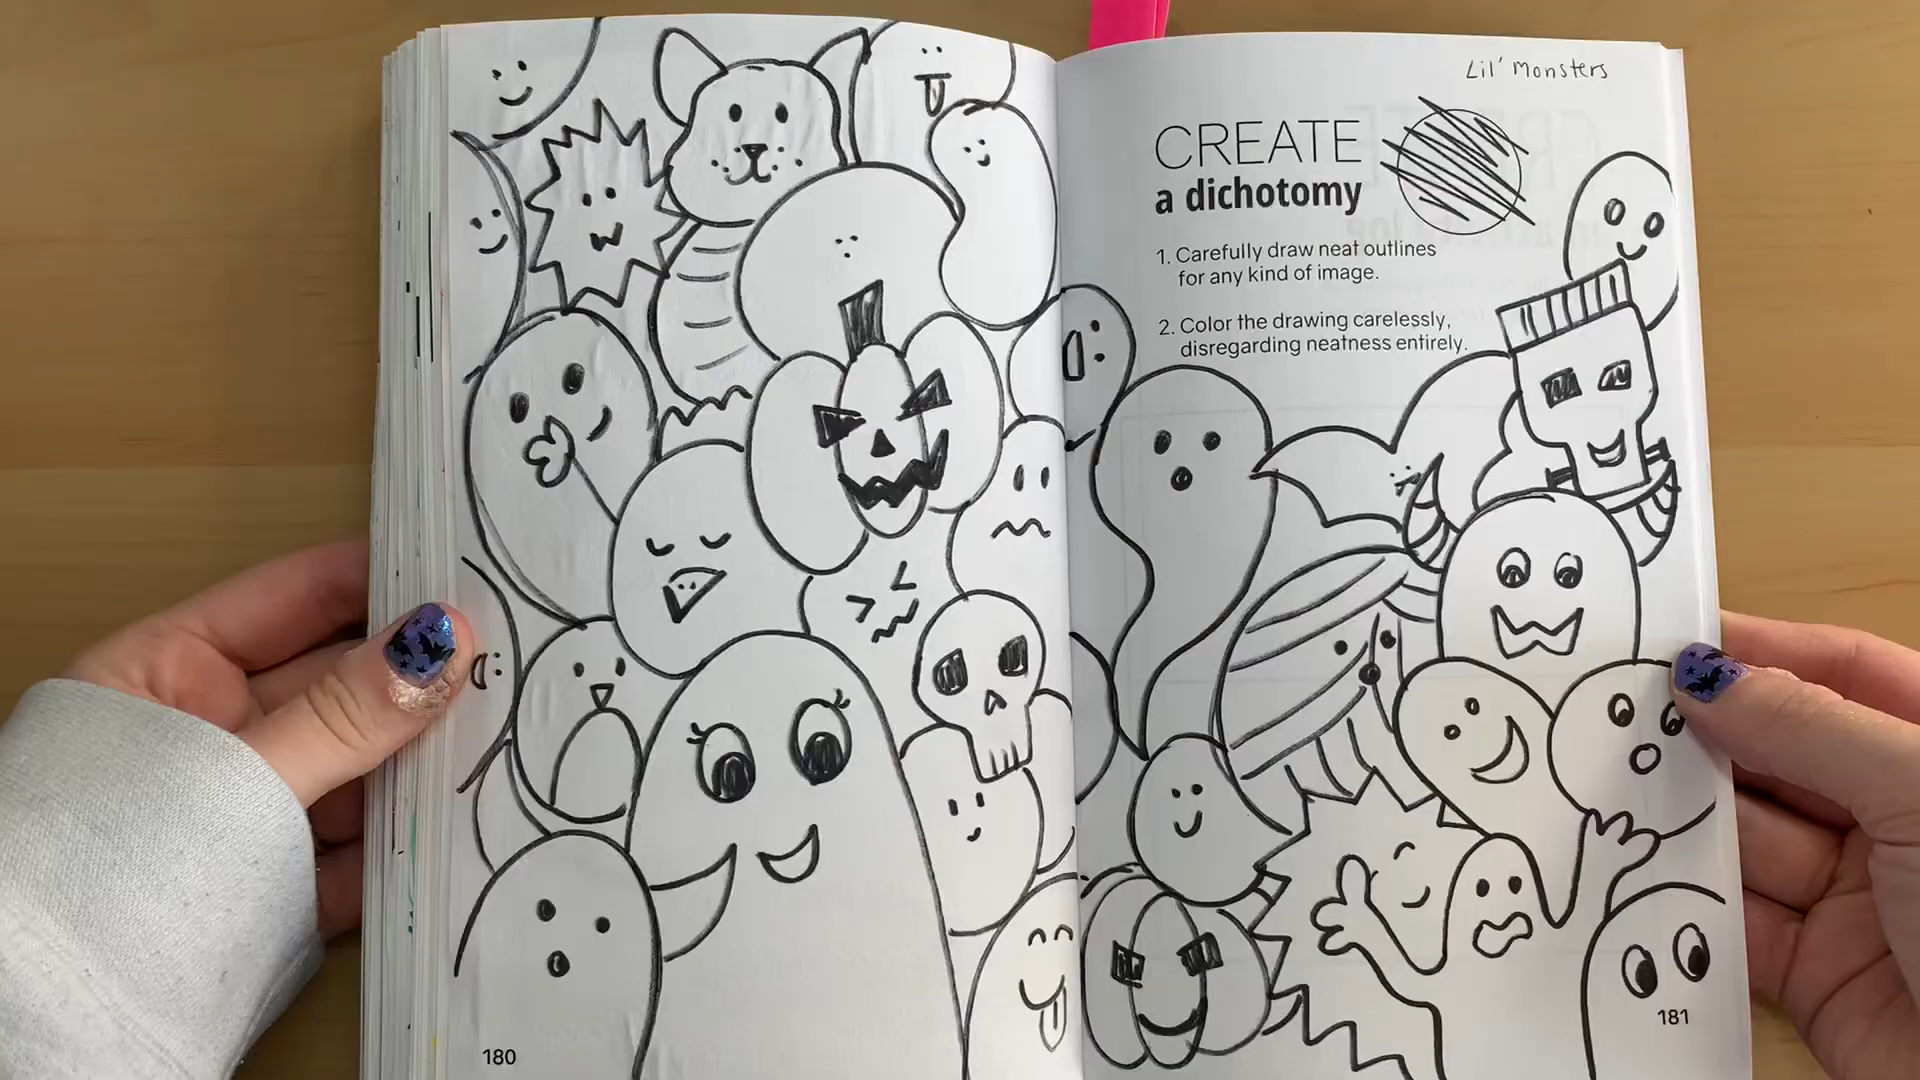 Lil' Monsters
CREATE
a dichotomy
1. Carefully draw neat outlines
for any kind of image.
2. Color the drawing carelessly,
disregarding neatness entirely.
180
181